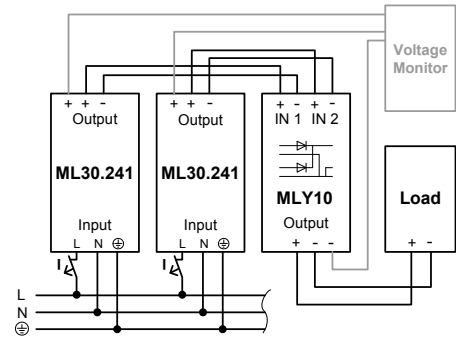 Voltage
Monitor
+ + -
Output
ML30.241
Input
L N ⏚
I
+ + -
Output
ML30.241
Input
L N ⏚
I
+ - + -
IN 1 IN 2
MLY10
Output
+ - -
Load
+ -
L
N
⏚